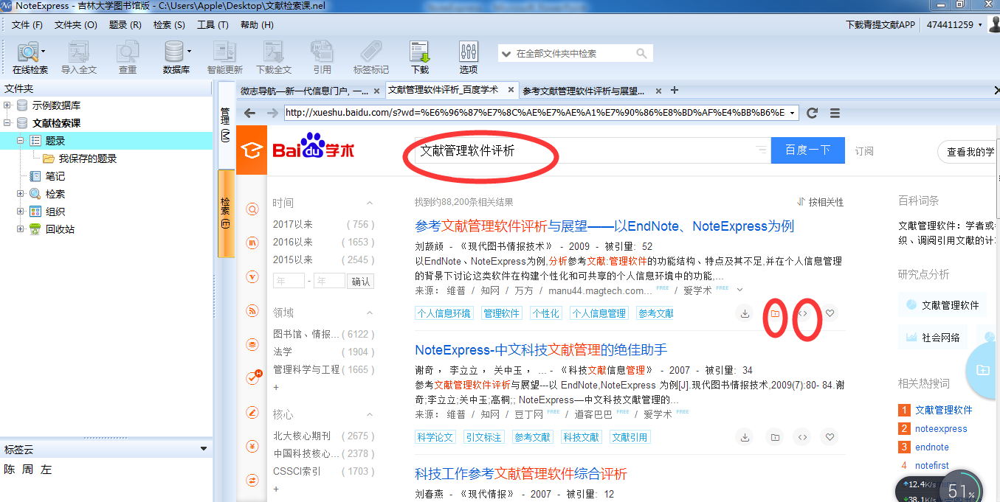 NoteExpress - 吉林大学图书馆版 - C:\Users\Apple\Desktop\文献检索课.nel
文件 (F) 文件夹 (O) 题录 (R) 检索 (S) 工具 (T) 帮助 (H) 下载青提文献APP 474411259
在线检索 导入全文 查重 数据库 智能更新 下载全文 引用 标签标记 下载 选项 在全部文件夹中检索
文件夹
示例数据库
文献检索课
题录
我保存的题录
笔记
检索
组织
回收站
标签云
陈 周 左
管理(M)
检索(E)
微志导航—新一代信息门户, 一... 文献管理软件评析_百度学术 参考文献管理软件评析与展望...
http://xueshu.baidu.com/s?wd=%E6%96%87%E7%8C%AE%E7%AE%A1%E7%90%86%E8%BD%AF%E4%BB%B6%E
Bai du 学术 文献管理软件评析 百度一下 订阅 查看我的学
时间
2017以来 ( 756 )
2016以来 ( 1653 )
2015以来 ( 2545 )
年 - 年 确认
领域
图书馆、情报... ( 6122 )
法学 ( 1904 )
管理科学与工程 ( 1665 )
+
核心
北大核心期刊 ( 2675 )
中国科技核心... ( 2378 )
CSSCI索引 ( 1703 )
+
找到约88,200条相关结果 按相关性
参考文献管理软件评析与展望——以EndNote、NoteExpress为例
刘颉颃 - 《现代图书情报技术》 - 2009 - 被引量: 52
以EndNote、NoteExpress为例,分析参考文献:管理软件的功能结构、特点及其不足,并在个人信息管理
的背景下讨论这类软件在构建个性化和可共享的个人信息环境中的功能,...
来源: 维普 / 知网 / 万方 / manu44.magtech.com... FREE / 爱学术 FREE
个人信息环境 管理软件 个性化 个人信息管理 参考文献
NoteExpress-中文科技文献管理的绝佳助手
谢奇 , 李立立 , 关中玉 , ... - 《科技文献信息管理》 - 2007 - 被引量: 34
参考文献管理软件评析与展望---以 EndNote,NoteExpress 为例[J].现代图书情报技术,2009(7):80- 84.谢
奇;李立立;关中玉;高桐;; NoteExpress—中文科技文献管理的...
来源: 维普 / 知网 / 豆丁网 FREE / 道客巴巴 FREE / 爱学术 FREE
科学论文 引文标注 参考文献 科技文献 文献引用
科技工作参考文献管理软件综合评析
刘春燕 - 《现代情报》 - 2007 - 被引量: 12
百科词条
文献管理软件: 学者或
织、调阅引用文献的计
研究点分析
文献管理软件
社会网络
相关热搜词
1 文献管理软件
2 noteexpress
3 endnote
4 notefirst
12.4K/s
38.1K/s
51%